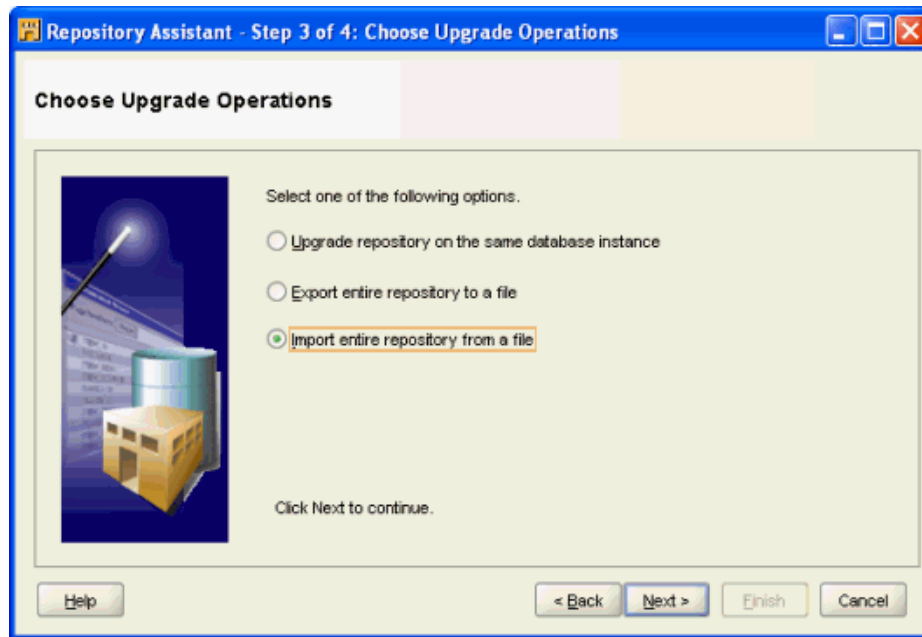 Repository Assistant - Step 3 of 4: Choose Upgrade Operations
Choose Upgrade Operations
Select one of the following options.
Upgrade repository on the same database instance
Export entire repository to a file
Import entire repository from a file
Click Next to continue.
Help
< Back
Next >
Finish
Cancel